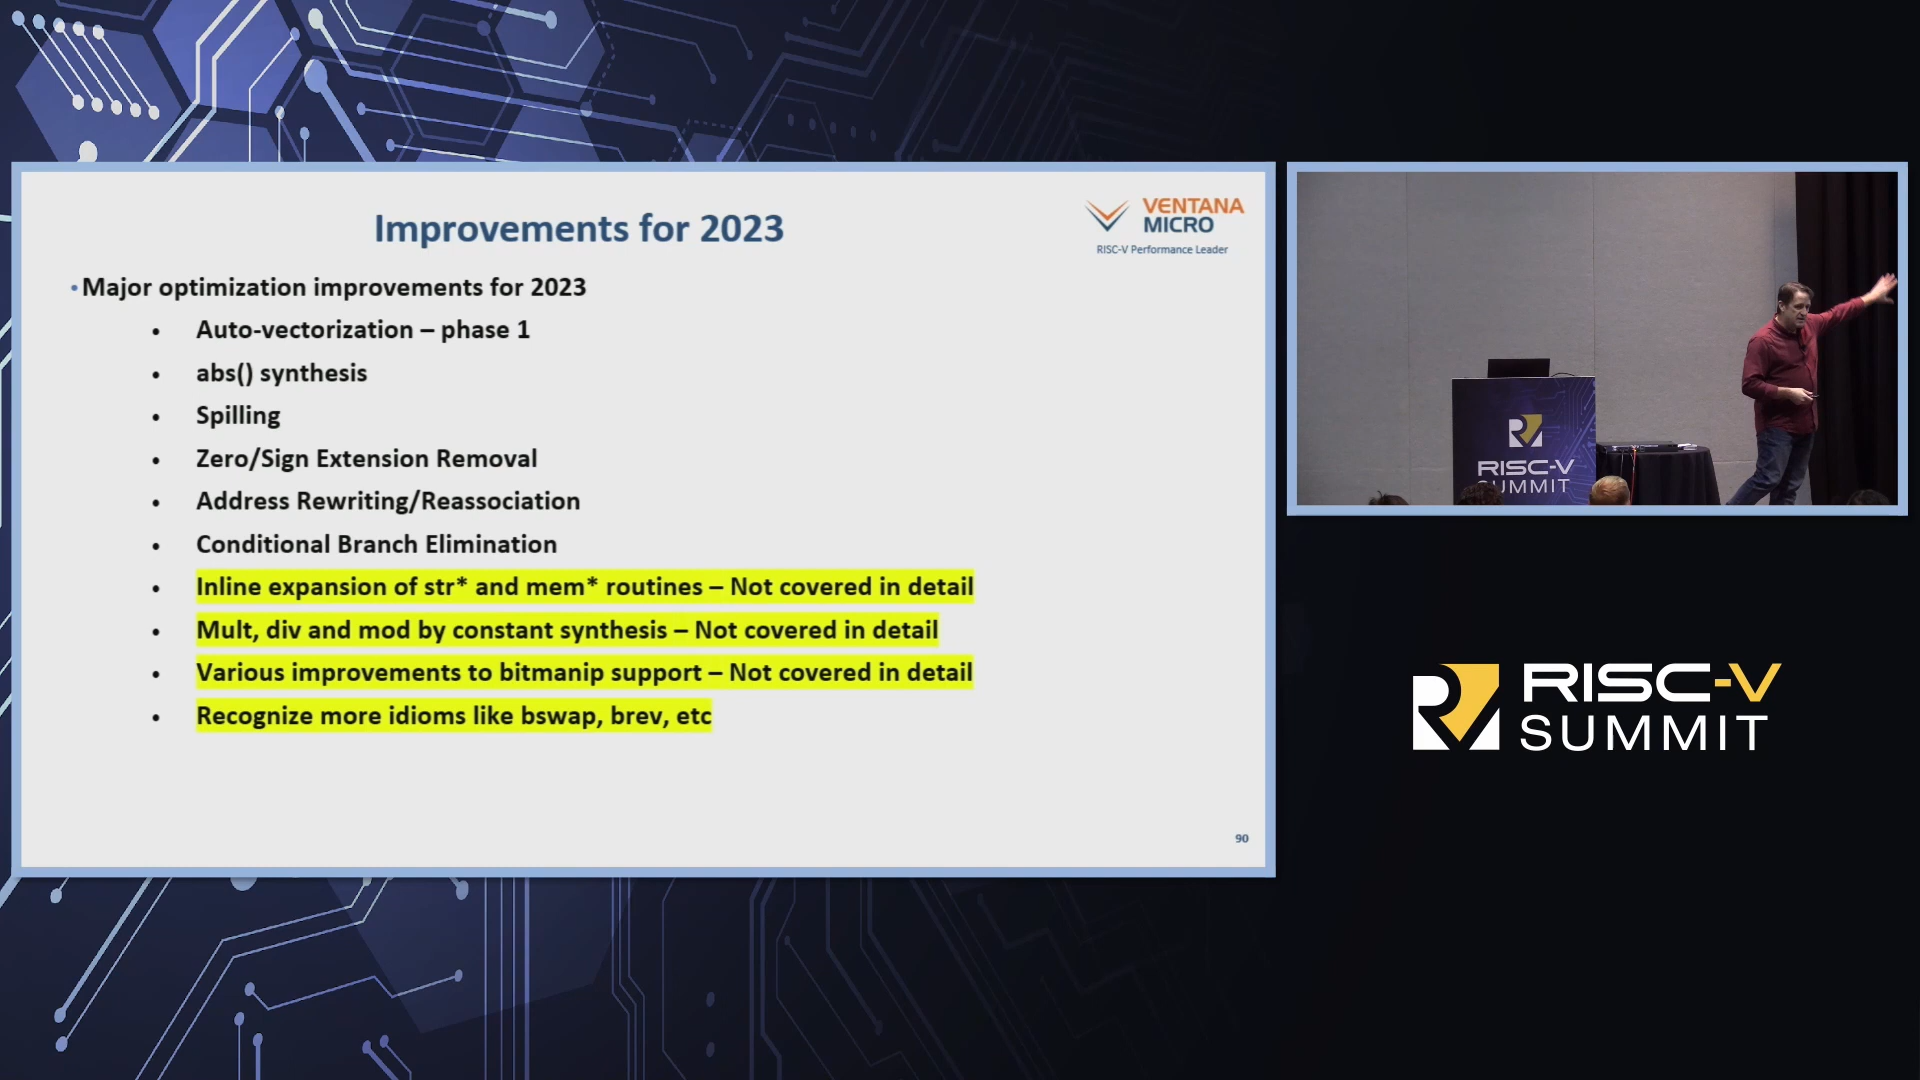 Improvements for 2023
VENTANA
MICRO
RISC-V Performance Leader
• Major optimization improvements for 2023
• Auto-vectorization – phase 1
• abs() synthesis
• Spilling
• Zero/Sign Extension Removal
• Address Rewriting/Reassociation
• Conditional Branch Elimination
• Inline expansion of str* and mem* routines – Not covered in detail
• Mult, div and mod by constant synthesis – Not covered in detail
• Various improvements to bitmanip support – Not covered in detail
• Recognize more idioms like bswap, brev, etc
90
RISC-V
SUMMIT
RISC-V
SUMMIT